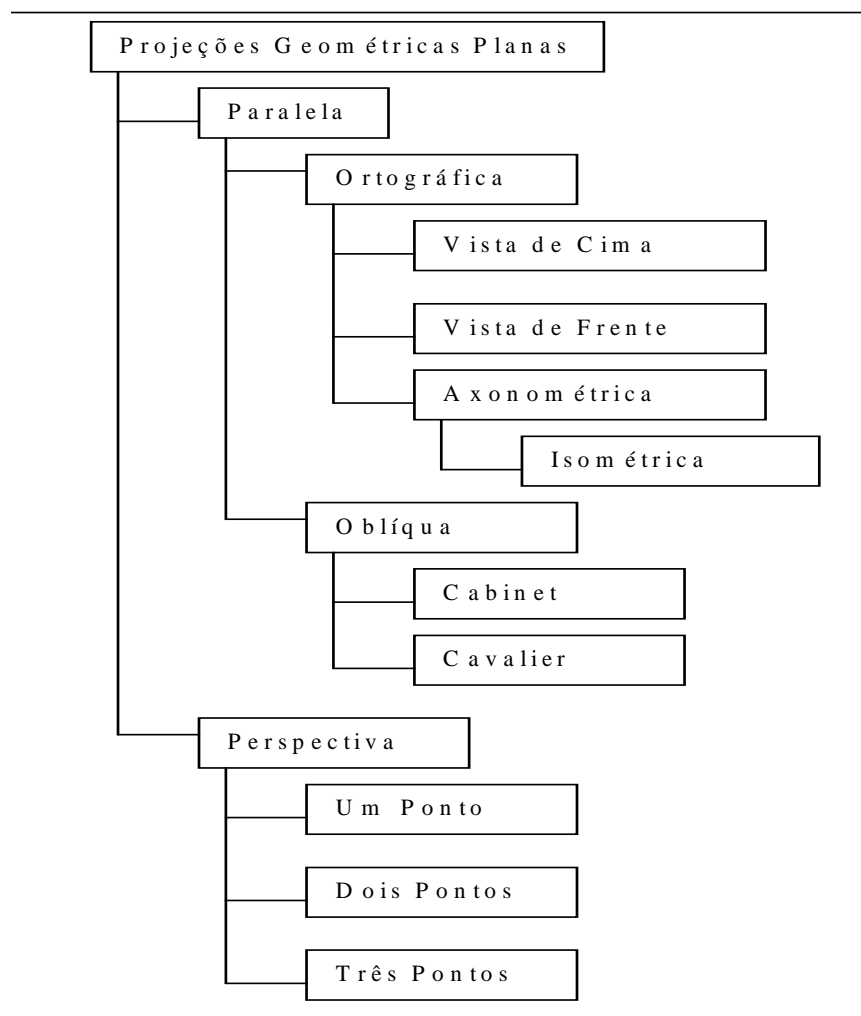 Projeções Geométricas Planas
Paralela
Ortográfica
Vista de Cima
Vista de Frente
Axonométrica
Isométrica
Oblíqua
Cabinet
Cavalier
Perspectiva
Um Ponto
Dois Pontos
Três Pontos